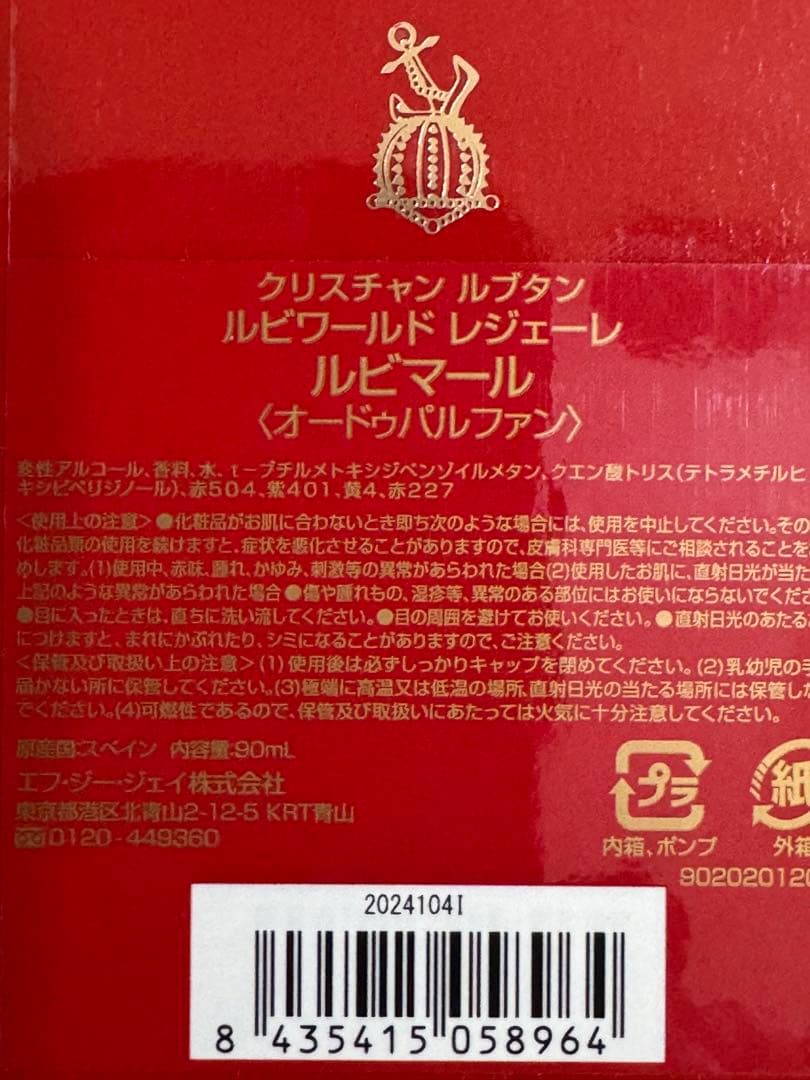 クリスチャン ルブタン
ルビワールド レジェーレ
ルビマール
〈オードゥパルファン〉
変性アルコール、香料、水、t－ブチルメトキシジベンゾイルメタン、クエン酸トリス(テトラメチルヒ
キシピペリジノール)、赤504、紫401、黄4、赤227
＜使用上の注意＞●化粧品がお肌に合わないとき即ち次のような場合には、使用を中止してください。その
化粧品類の使用を続けますと、症状を悪化させることがありますので、皮膚科専門医等にご相談されることを
めします。(1)使用中、赤味、腫れ、かゆみ、刺激等の異常があらわれた場合(2)使用したお肌に、直射日光が当た
上記のような異常があらわれた場合●傷や腫れもの、湿疹等、異常のある部位にはお使いにならないでくださ
●目に入ったときは、直ちに洗い流してください。●目の周囲を避けてお使いください。●直射日光のあたる
につけますと、まれにかぶれたり、シミになることがありますので、ご注意ください。
＜保管及び取扱い上の注意＞(1)使用後は必ずしっかりキャップを閉めてください。(2)乳幼児の手
届かない所に保管してください。(3)極端に高温又は低温の場所、直射日光の当たる場所には保管しな
でください。(4)可燃性であるので、保管及び取扱いにあたっては火気に十分注意してください。
原産国:スペイン 内容量:90mL
エフ・ジー・ジェイ株式会社
東京都港区北青山2-12-5 KRT青山
0120-449360
プラ
内箱、ポンプ
紙
外箱
902020120
20241041
8 435415 058964